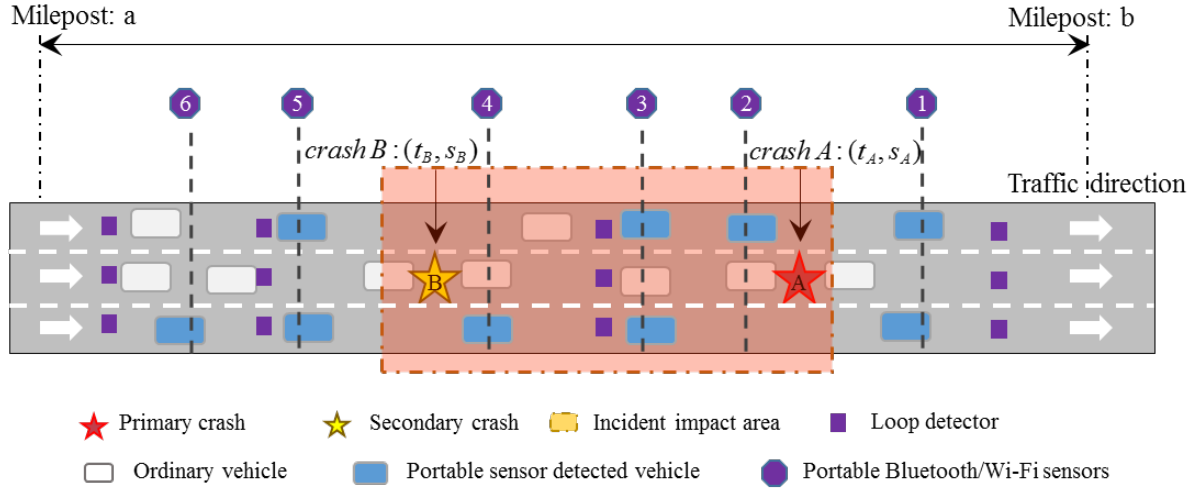 Milepost: a
Milepost: b
6
5
4
3
2
1
crash B : (t_B, s_B)
crash A : (t_A, s_A)
Traffic direction
B
A
Primary crash
Secondary crash
Incident impact area
Loop detector
Ordinary vehicle
Portable sensor detected vehicle
Portable Bluetooth/Wi-Fi sensors